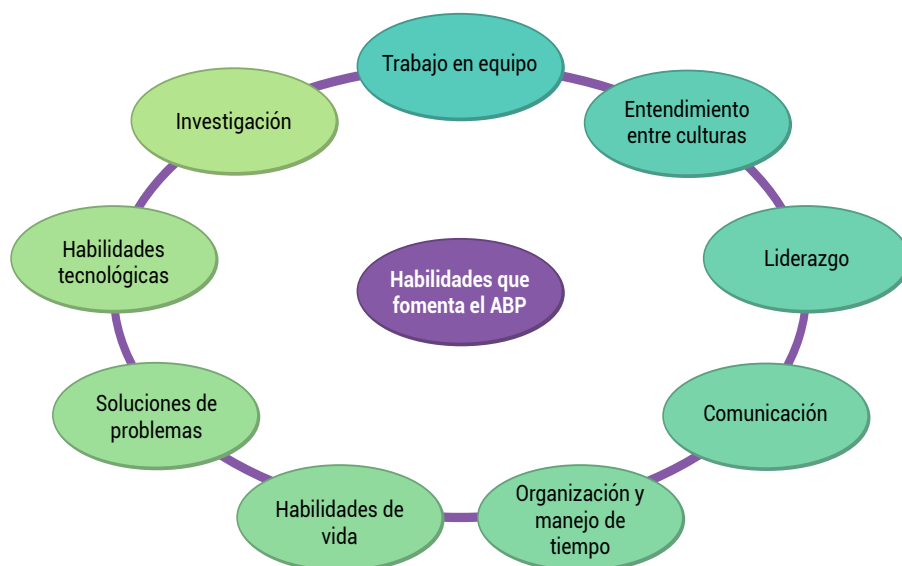 Trabajo en equipo
Entendimiento
entre culturas
Liderazgo
Comunicación
Organización y
manejo de
tiempo
Habilidades de
vida
Soluciones de
problemas
Habilidades
tecnológicas
Investigación
Habilidades que
fomenta el ABP